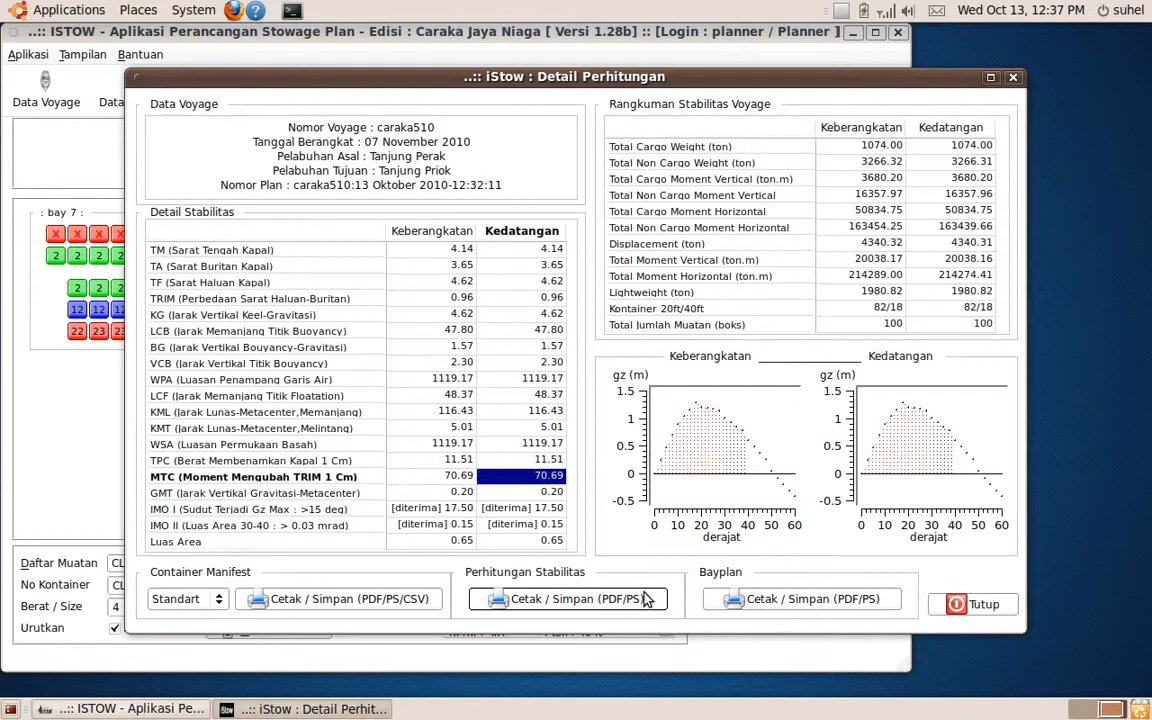 Applications Places System Wed Oct 13, 12:37 PM suhel
..:: ISTOW - Aplikasi Perancangan Stowage Plan - Edisi : Caraka Jaya Niaga [ Versi 1.28b] :: [Login : planner / Planner ]
Aplikasi Tampilan Bantuan
Data Voyage Data
..:: iStow : Detail Perhitungan
Data Voyage
Nomor Voyage : caraka510
Tanggal Berangkat : 07 November 2010
Pelabuhan Asal : Tanjung Perak
Pelabuhan Tujuan : Tanjung Priok
Nomor Plan : caraka510:13 Oktober 2010-12:32:11
: bay 7 :
X X X
2 2 2
2 2
12 12 12
22 23 23
Detail Stabilitas
Keberangkatan Kedatangan
TM (Sarat Tengah Kapal) 4.14 4.14
TA (Sarat Buritan Kapal) 3.65 3.65
TF (Sarat Haluan Kapal) 4.62 4.62
TRIM (Perbedaan Sarat Haluan-Buritan) 0.96 0.96
KG (Jarak Vertikal Keel-Gravitasi) 4.62 4.62
LCB (Jarak Memanjang Titik Buoyancy) 47.80 47.80
BG (Jarak Vertikal Bouyancy-Gravitasi) 1.57 1.57
VCB (Jarak Vertikal Titik Bouyancy) 2.30 2.30
WPA (Luasan Penampang Garis Air) 1119.17 1119.17
LCF (Jarak Memanjang Titik Floatation) 48.37 48.37
KML (Jarak Lunas-Metacenter,Memanjang) 116.43 116.43
KMT (Jarak Lunas-Metacenter,Melintang) 5.01 5.01
WSA (Luasan Permukaan Basah) 1119.17 1119.17
TPC (Berat Membenamkan Kapal 1 Cm) 11.51 11.51
MTC (Moment Mengubah TRIM 1 Cm) 70.69 70.69
GMT (Jarak Vertikal Gravitasi-Metacenter) 0.20 0.20
IMO I (Sudut Terjadi Gz Max : >15 deg) [diterima] 17.50 [diterima] 17.50
IMO II (Luas Area 30-40 : > 0.03 mrad) [diterima] 0.15 [diterima] 0.15
Luas Area 0.65 0.65
Rangkuman Stabilitas Voyage
Keberangkatan Kedatangan
Total Cargo Weight (ton) 1074.00 1074.00
Total Non Cargo Weight (ton) 3266.32 3266.31
Total Cargo Moment Vertical (ton.m) 3680.20 3680.20
Total Non Cargo Moment Vertical 16357.97 16357.96
Total Cargo Moment Horizontal 50834.75 50834.75
Total Non Cargo Moment Horizontal 163454.25 163439.66
Displacement (ton) 4340.32 4340.31
Total Moment Vertical (ton.m) 20038.17 20038.16
Total Moment Horizontal (ton.m) 214289.00 214274.41
Lightweight (ton) 1980.82 1980.82
Kontainer 20ft/40ft 82/18 82/18
Total Jumlah Muatan (boks) 100 100
Keberangkatan Kedatangan
gz (m) gz (m)
1.5 1.5
1 1
0.5 0.5
0 0
-0.5 -0.5
0 10 20 30 40 50 60 0 10 20 30 40 50 60
derajat derajat
Daftar Muatan CL
No Kontainer CL
Berat / Size 4
Urutkan
Container Manifest Perhitungan Stabilitas Bayplan
Standart Cetak / Simpan (PDF/PS/CSV) Cetak / Simpan (PDF/PS) Cetak / Simpan (PDF/PS) Tutup
..:: ISTOW - Aplikasi Pe... ..:: iStow : Detail Perhit...